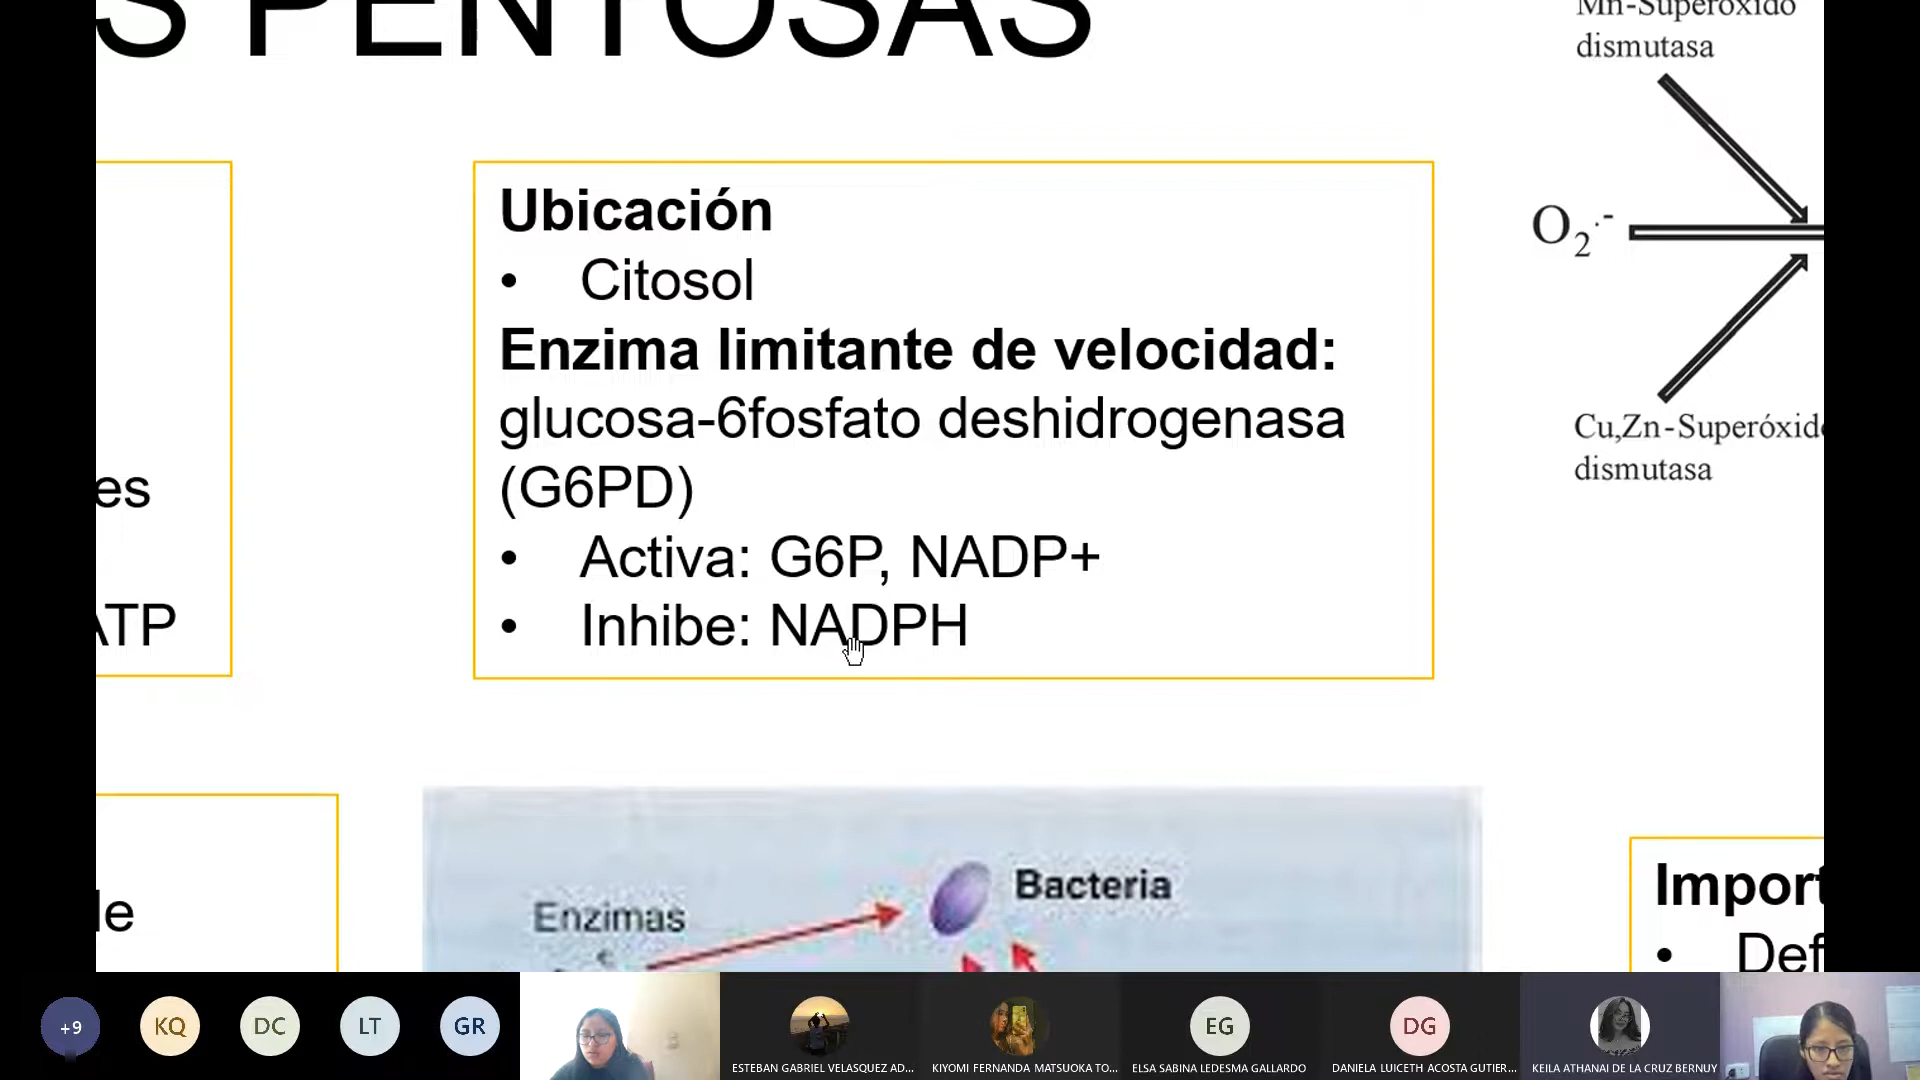 S PENTOSAS
Mn-Superóxido
dismutasa
O2·-
Cu,Zn-Superóxid
dismutasa
es
ATP
Ubicación
• Citosol
Enzima limitante de velocidad:
glucosa-6fosfato deshidrogenasa
(G6PD)
• Activa: G6P, NADP+
• Inhibe: NADPH
de
Enzimas
Bacteria
Import
• Def
+9
KQ
DC
LT
GR
EG
DG
ESTEBAN GABRIEL VELASQUEZ AD...
KIYOMI FERNANDA MATSUOKA TO...
ELSA SABINA LEDESMA GALLARDO
DANIELA LUICETH ACOSTA GUTIER...
KEILA ATHANAI DE LA CRUZ BERNUY